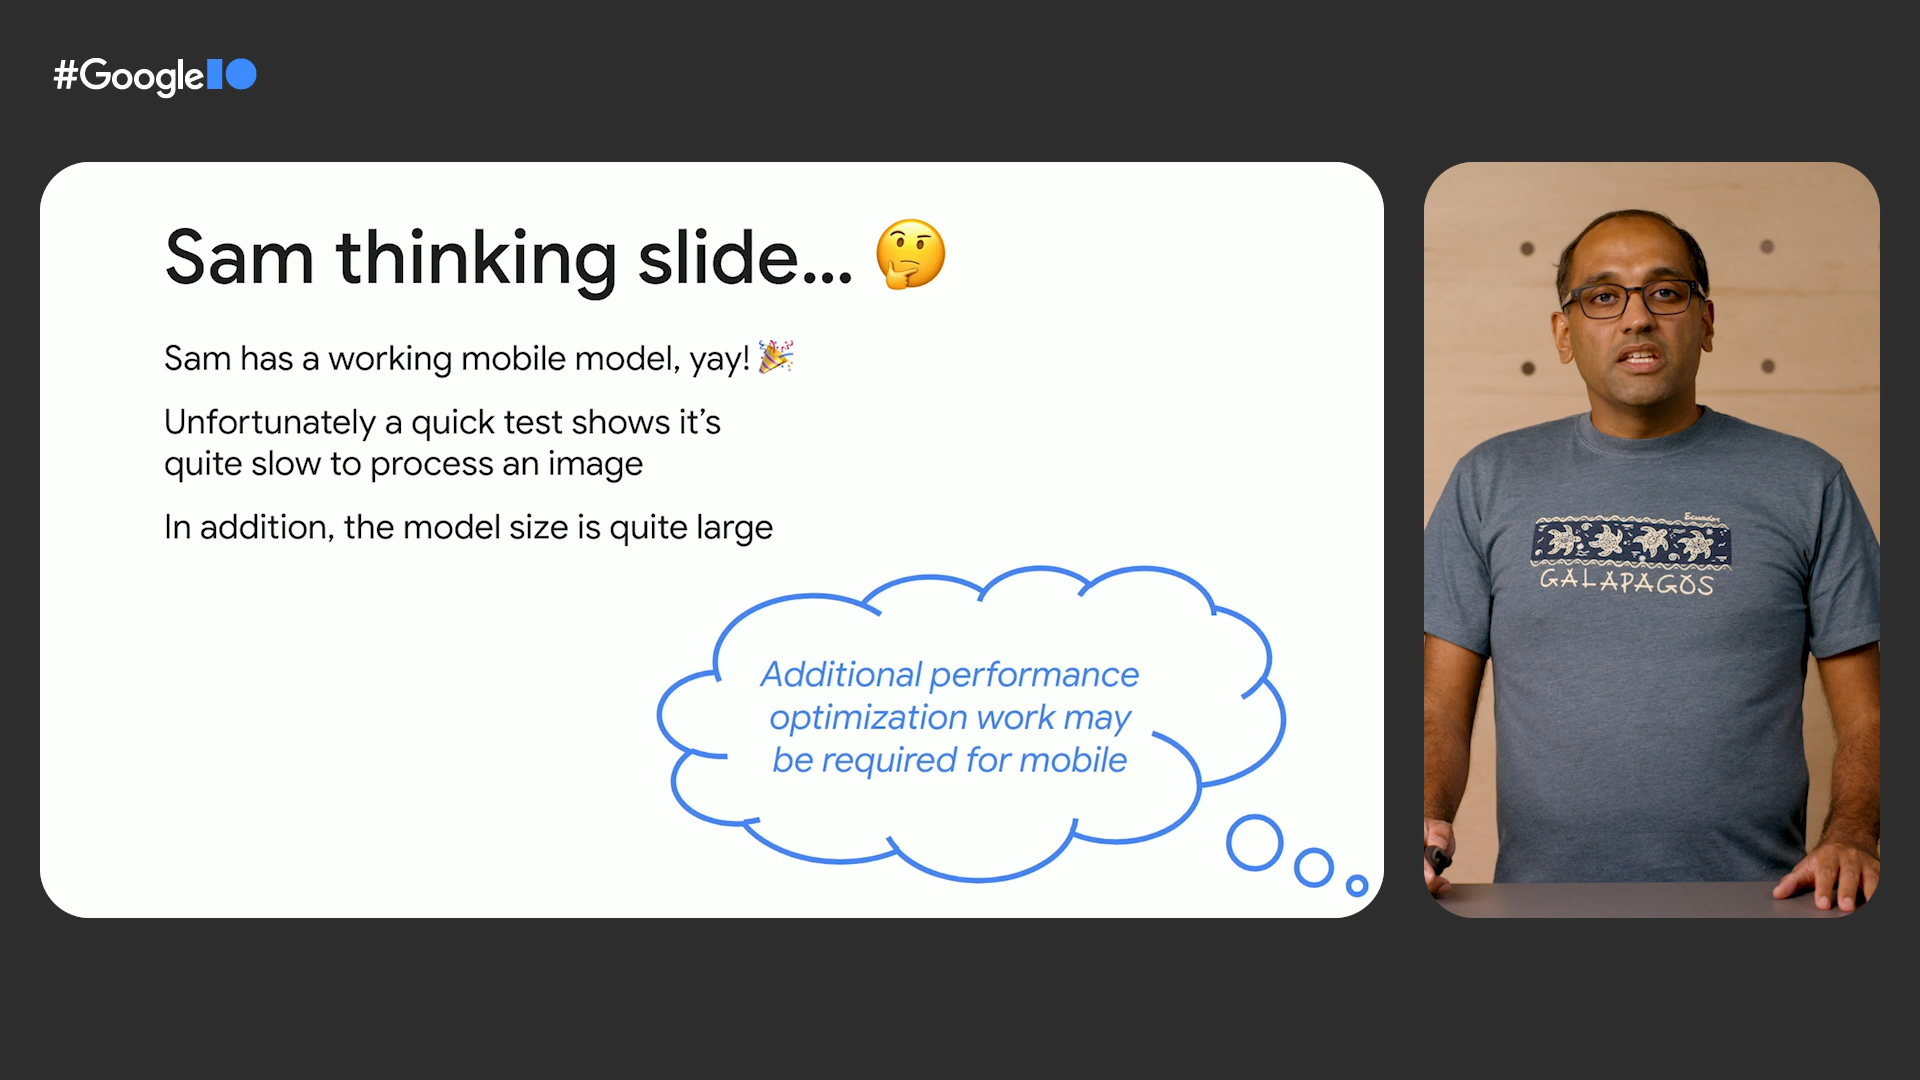 #GoogleIO
Sam thinking slide... 🤔
Sam has a working mobile model, yay! 🎉
Unfortunately a quick test shows it's
quite slow to process an image
In addition, the model size is quite large
Additional performance
optimization work may
be required for mobile
Ecuador
GALAPAGOS